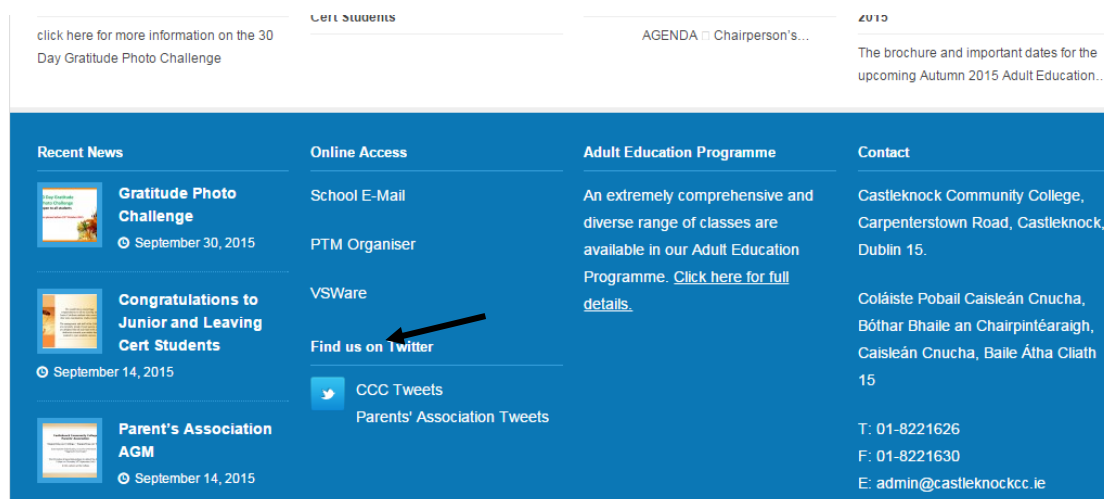 click here for more information on the 30
Day Gratitude Photo Challenge
Cert Students
AGENDA □ Chairperson's...
2015
The brochure and important dates for the
upcoming Autumn 2015 Adult Education...
Recent News
Gratitude Photo
Challenge
September 30, 2015
Congratulations to
Junior and Leaving
Cert Students
September 14, 2015
Parent's Association
AGM
September 14, 2015
Online Access
School E-Mail
PTM Organiser
VSWare
Find us on Twitter
CCC Tweets
Parents' Association Tweets
Adult Education Programme
An extremely comprehensive and
diverse range of classes are
available in our Adult Education
Programme. Click here for full
details.
Contact
Castleknock Community College,
Carpenterstown Road, Castleknock,
Dublin 15.
Coláiste Pobail Caisleán Cnucha,
Bóthar Bhaile an Chairpintéaraigh,
Caisleán Cnucha, Baile Átha Cliath
15
T: 01-8221626
F: 01-8221630
E: admin@castleknockcc.ie